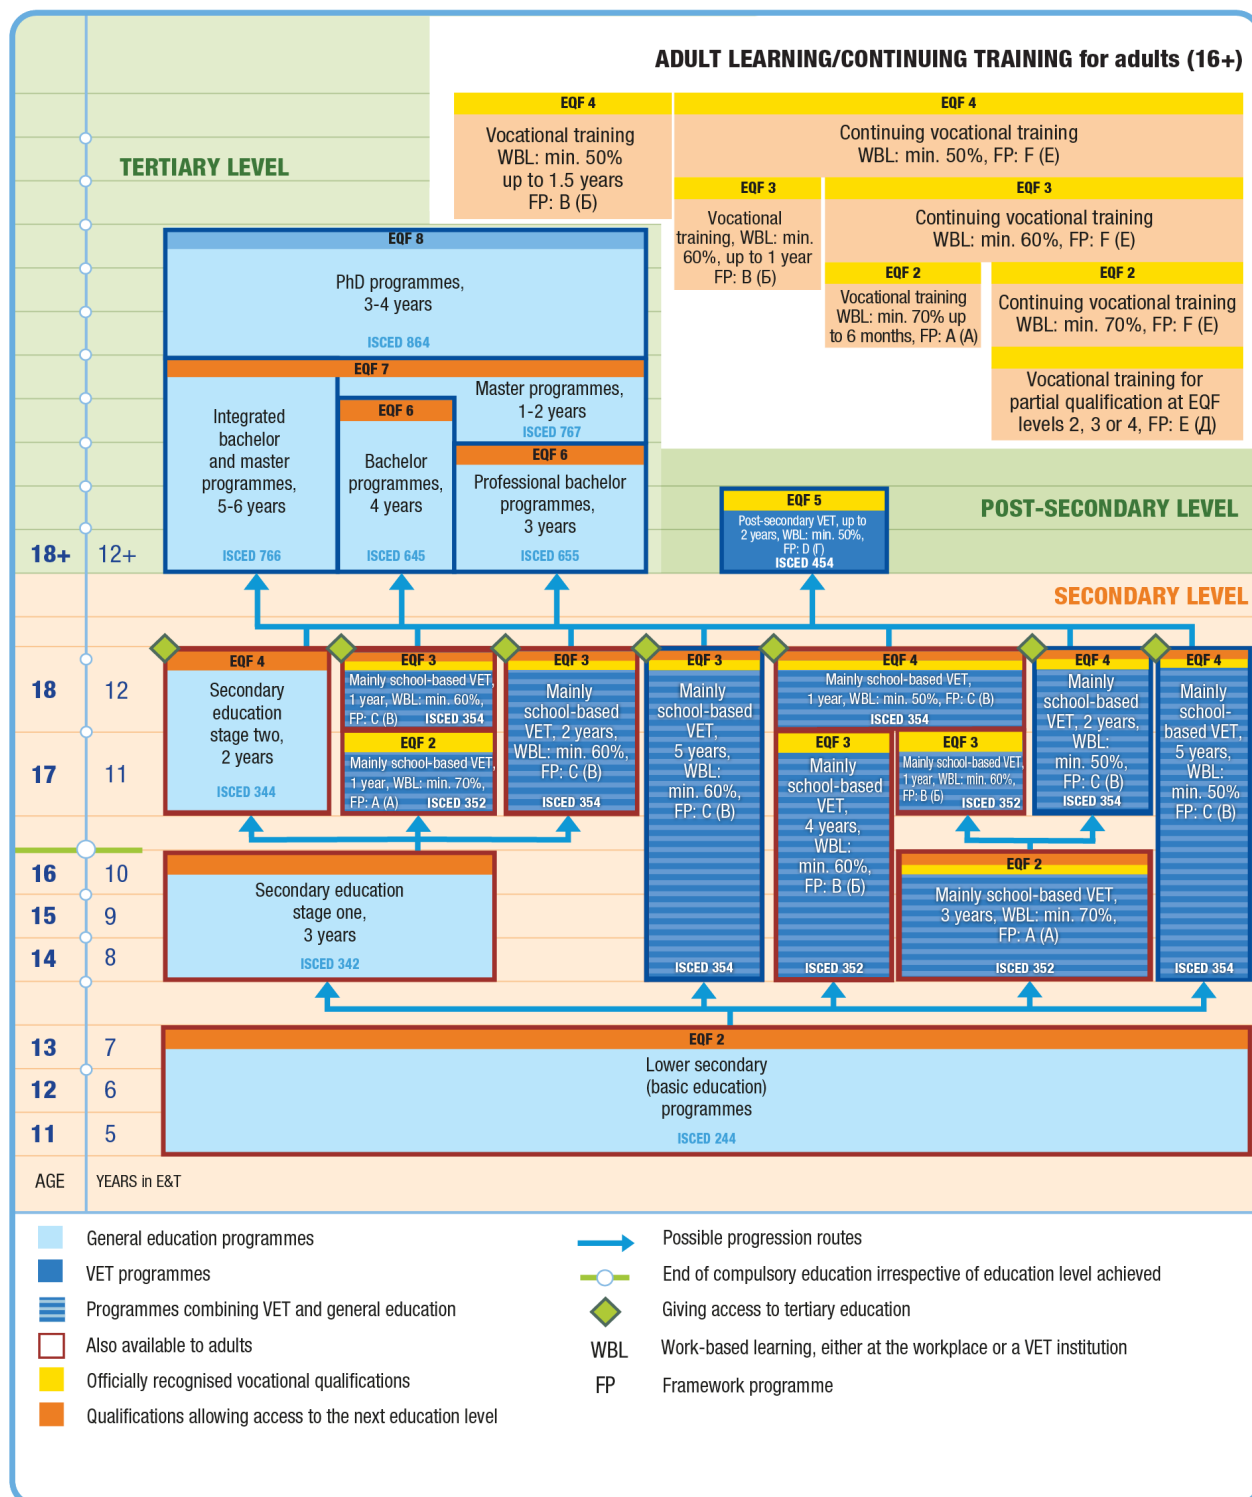 ADULT LEARNING/CONTINUING TRAINING for adults (16+)
EQF 4
Vocational training
WBL: min. 50%
up to 1.5 years
FP: B (Б)
EQF 4
Continuing vocational training
WBL: min. 50%, FP: F (E)
EQF 3
Vocational
training, WBL: min.
60%, up to 1 year
FP: B (Б)
EQF 3
Continuing vocational training
WBL: min. 60%, FP: F (E)
EQF 2
Vocational training
WBL: min. 70% up
to 6 months, FP: A (A)
EQF 2
Continuing vocational training
WBL: min. 70%, FP: F (E)
Vocational training for
partial qualification at EQF
levels 2, 3 or 4, FP: E (Д)
TERTIARY LEVEL
EQF 8
PhD programmes,
3-4 years
ISCED 864
EQF 7
Integrated
bachelor
and master
programmes,
5-6 years
ISCED 766
Master programmes,
1-2 years
ISCED 767
EQF 6
Bachelor
programmes,
4 years
ISCED 645
EQF 6
Professional bachelor
programmes,
3 years
ISCED 655
POST-SECONDARY LEVEL
EQF 5
Post-secondary VET, up to
2 years, WBL: min. 50%,
FP: D (Г)
ISCED 454
18+ 12+
SECONDARY LEVEL
EQF 4
Secondary
education
stage two,
2 years
ISCED 344
EQF 3
Mainly school-based VET,
1 year, WBL: min. 60%,
FP: C (B) ISCED 354
EQF 2
Mainly school-based VET,
1 year, WBL: min. 70%,
FP: A (A) ISCED 352
EQF 3
Mainly
school-based
VET, 2 years,
WBL: min. 60%,
FP: C (B)
ISCED 354
EQF 3
Mainly
school-based
VET,
5 years,
WBL:
min. 60%,
FP: C (B)
ISCED 354
EQF 4
Mainly school-based VET,
1 year, WBL: min. 50%, FP: C (B)
ISCED 354
EQF 3
Mainly
school-based
VET,
4 years,
WBL:
min. 60%,
FP: B (Б)
ISCED 352
EQF 3
Mainly school-based VET,
1 year, WBL: min. 60%,
FP: B (Б)
ISCED 352
EQF 4
Mainly
school-based
VET, 2 years,
WBL:
min. 50%,
FP: C (B)
ISCED 354
EQF 4
Mainly
school-
based VET,
5 years,
WBL:
min. 50%
FP: C (B)
ISCED 354
18 12
17 11
16 10
15 9
14 8
Secondary education
stage one,
3 years
ISCED 342
EQF 2
Mainly school-based VET,
3 years, WBL: min. 70%,
FP: A (A)
ISCED 352
13 7
12 6
11 5
EQF 2
Lower secondary
(basic education)
programmes
ISCED 244
AGE YEARS in E&T
General education programmes
VET programmes
Programmes combining VET and general education
Also available to adults
Officially recognised vocational qualifications
Qualifications allowing access to the next education level
Possible progression routes
End of compulsory education irrespective of education level achieved
Giving access to tertiary education
WBL Work-based learning, either at the workplace or a VET institution
FP Framework programme